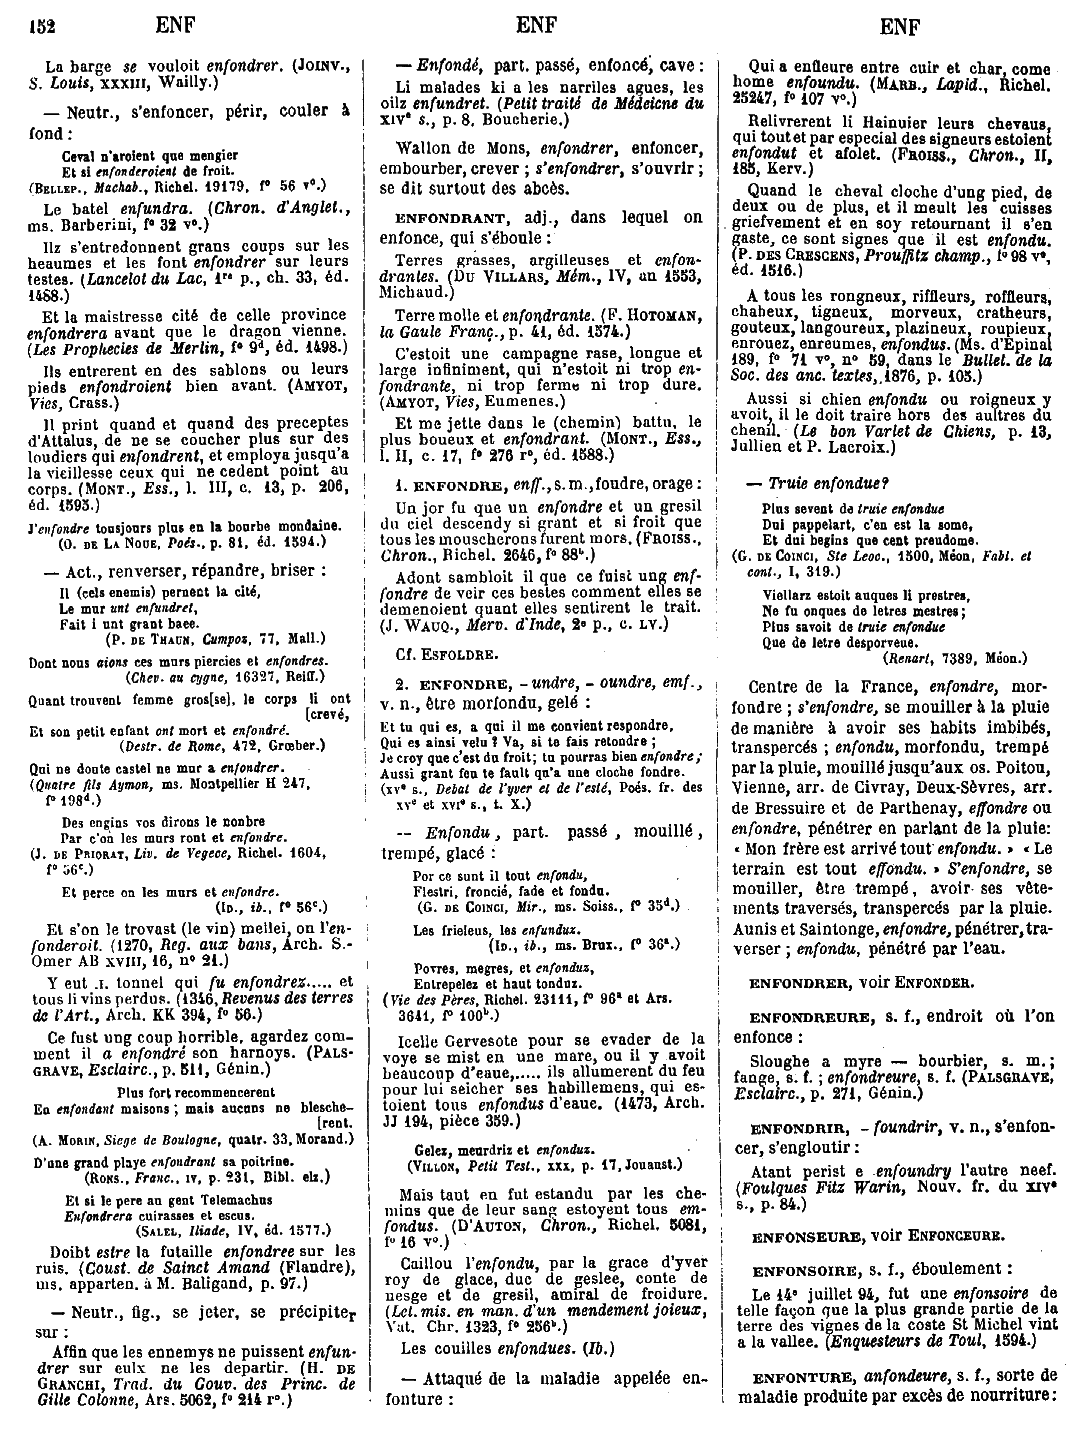 152 ENF ENF ENF
La barge se vouloit enfondrer. (JOINV.,
S. Louis, XXXIII, Wailly.)
— Neutr., s'enfoncer, périr, couler à
fond :
Ceval n'aroient que mengier
Et si enfonderoient de froit.
(BELLEP., Machab., Richel. 19179, f° 56 v°.)
Le batel enfundra. (Chron. d'Anglet.,
ms. Barberini, f° 32 v°.)
Ilz s'entredonnent grans coups sur les
heaumes et les font enfondrer sur leurs
testes. (Lancelot du Lac, 1re p., ch. 33, éd.
1488.)
Et la maistresse cité de celle province
enfondrera avant que le dragon vienne.
(Les Prophecies de Merlin, f° 9d, éd. 1498.)
Ils entrerent en des sablons ou leurs
pieds enfondroient bien avant. (AMYOT,
Vies, Crass.)
Il print quant et quand des preceptes
d'Attalus, de ne se coucher plus sur des
loudiers qui enfondrent, et employa jusqu'a
la vieillesse ceux qui ne cedent point au
corps. (MONT., Ess., l. III, c. 13, p. 206,
éd. 1595.)
J'enfondre tousjours plus en la bourbe mondaine.
(O. DE LA NOUE, Poés., p. 81, éd. 1594.)
— Act., renverser, répandre, briser :
Il (cels enemis) pernent la cité,
Le mur unt enfundret,
Fait i unt grant baee.
(P. DE THAUN, Cumpos, 77, Mall.)
Dont nous aions ces murs piercies et enfondres.
(Chev. au cygne, 16327, Reiff.)
Quant trouvent femme gros[se], le corps li ont
[crevé,
Et son petit enfant ont mort et enfondré.
(Destr. de Rome, 472, Grœber.)
Qui ne doute castel ne mur a enfondrer.
(Quatre fils Aymon, ms. Montpellier H 247,
f° 198d.)
Des engins vos dirons le nonbre
Par c'on les murs ront et enfondre.
(J. DE PRIORAT, Liv. de Vegece, Richel. 1604,
f° 56c.)
Et perce on les murs et enfondre.
(ID., ib., f° 56c.)
Et s'on le trovast (le vin) mellei, on l'en-
fonderoit. (1270, Reg. aux bans, Arch. S.-
Omer AB XVIII, 16, n° 21.)
Y eut .I. tonnel qui fu enfondrez..... et
tous li vins perdus. (1346, Revenus des terres
de l'Art., Arch. KK 394, f° 56.)
Ce fust ung coup horrible, agardez com-
ment il a enfondré son harnoys. (PALS-
GRAVE, Esclairc., p. 511, Génin.)
Plus fort recommencerent
En enfondant maisons ; mais aucuns ne blesche-
[rent.
(A. MORIN, Siege de Boulogne, quatr. 33, Morand.)
D'une grand playe enfondrant sa poitrine.
(RONS., Franc., IV, p. 231, Bibl. elz.)
Et si le pere au gent Telemachus
Enfondrera cuirasses et escus.
(SALEL, Iliade, IV, éd. 1577.)
Doibt estre la futaille enfondree sur les
ruis. (Coust. de Sainct Amand (Flandre),
ms. apparten. à M. Baligand, p. 97.)
— Neutr., fig., se jeter, se précipiter
sur :
Affin que les ennemys ne puissent enfun-
drer sur eulx ne les departir. (H. DE
GRANCHI, Trad. du Gouv. des Princ. de
Gille Colonne, Ars. 5062, f° 214 r°.)
— Enfondé, part. passé, enfoncé, cave :
Li malades ki a les narriles agues, les
oilz enfundret. (Petit traité de Médeicne du
XIVe s., p. 8, Boucherie.)
Wallon de Mons, enfondrer, enfoncer,
embourber, crever ; s'enfondrer, s'ouvrir ;
se dit surtout des abcès.
ENFONDRANT, adj., dans lequel on
enfonce, qui s'éboule :
Terres grasses, argilleuses et enfon-
drantes. (DU VILLARS, Mém., IV, an 1553,
Michaud.)
Terre molle et enfondrante. (F. HOTOMAN,
la Gaule Franç., p. 41, éd. 1574.)
C'estoit une campagne rase, longue et
large infiniment, qui n'estoit ni trop en-
fondrante, ni trop ferme ni trop dure.
(AMYOT, Vies, Eumenes.)
Et me jette dans le (chemin) battu, le
plus boueux et enfondrant. (MONT., Ess.,
l. II, c. 17, f° 276 r°, éd. 1588.)
1. ENFONDRE, enff., s. m., foudre, orage :
Un jor fu que un enfondre et un gresil
du ciel descendy si grant et si froit que
tous les mouscherons furent mors. (FROISS.,
Chron., Richel. 2646, f° 88b.)
Adont sambloit il que ce fuist ung enf-
fondre de veir ces bestes comment elles se
demenoient quant elles sentirent le trait.
(J. WAUQ., Merv. d'Inde, 2e p., c. LV.)
Cf. ESFOLDRE.
2. ENFONDRE, - undre, - oundre, emf.,
v. n., être morfondu, gelé :
Et tu qui es, a qui il me convient respondre,
Qui es ainsi velu ? Va, si te fais retondre ;
Je croy que c'est du froit; tu pourras bien enfondre ;
Aussi grant feu te fault qu'a une cloche fondre.
(XVe s., Debat de l'yver et de l'esté, Poés. fr. des
XVe et XVIe s., t. X.)
— Enfondu, part. passé, mouillé,
trempé, glacé :
Por ce sunt il tout enfondu,
Flestri, froncié, fade et fondu.
(G. DE COINCI, Mir., ms. Soiss., f° 35d.)
Les frieleus, les enfunduz.
(ID., ib., ms. Brux., f° 36a.)
Povres, megres, et enfonduz,
Entrepelez et haut tonduz.
(Vie des Pères, Richel. 23111, f° 96a et Ars.
3641, f° 100b.)
Icelle Gervesote pour se evader de la
voye se mist en une mare, ou il y avoit
beaucoup d'eaue,..... ils allumerent du feu
pour lui seicher ses habillemens, qui es-
toient tous enfondus d'eaue. (1473, Arch.
JJ 194, pièce 359.)
Gelez, meurdriz et enfonduz.
(VILLON, Petit Test., XXX, p. 17, Jouaust.)
Mais taut en fut estandu par les che-
mins que de leur sang estoyent tous em-
fondus. (D'AUTON, Chron., Richel. 5081,
f° 16 v°.)
Caillou l'enfondu, par la grace d'yver
roy de glace, duc de geslee, conte de
nesge et de gresil, amiral de froidure.
(Let. mis. en man. d'un mendement joieux,
Vat. Chr. 1323, f° 256b.)
Les couilles enfondues. (Ib.)
— Attaqué de la maladie appelée en-
fonture :
Qui a enfleure entre cuir et char, come
home enfoundu. (MARB., Lapid., Richel.
25247, f° 107 v°.)
Relivrerent li Hainuier leurs chevaus,
qui tout et par especial des signeurs estoient
enfondut et afolet. (FROISS., Chron., II,
185, Kerv.)
Quand le cheval cloche d'ung pied, de
deux ou de plus, et il meult les cuisses
griefvement et en soy retournant il s'en
gaste, ce sont signes que il est enfondu.
(P. DES CRESCENS, Prouffitz champ., f° 98 v°,
éd. 1516.)
A tous les rongneux, riffleurs, roffleurs,
chabeux, tigneux, morveux, cratheurs,
gouteux, langoureux, plazineux, roupieux,
enrouez, enreumes, enfondus. (Ms. d'Epinal
189, f° 71 v°, n° 59, dans le Bullet. de la
Soc. des anc. textes, 1876, p. 105.)
Aussi si chien enfondu ou roigneux y
avoit, il le doit traire hors des aultres du
chenil. (Le bon Varlet de Chiens, p. 13,
Jullien et P. Lacroix.)
— Truie enfondue ?
Plus sevent de truie enfondue
Dui pappelart, c'en est la some,
Et dui begins que cent preudome.
(G. DE COINCI, Ste Leoc., 1300, Méon, Fabl. et
cont., I, 319.)
Viellarz estoit auques li prestres,
Ne fu onques de letres mestres ;
Plus savoit de truie enfondue
Que de letre desporveue.
(Renart, 7389, Méon.)
Centre de la France, enfondre, mor-
fondre ; s'enfondre, se mouiller à la pluie
de manière à avoir ses habits imbibés,
transpercés ; enfondu, morfondu, trempé
par la pluie, mouillé jusqu'aux os. Poitou,
Vienne, arr. de Civray, Deux-Sèvres, arr.
de Bressuire et de Parthenay, effondre ou
enfondre, pénétrer en parlant de la pluie:
« Mon frère est arrivé tout enfondu. » « Le
terrain est tout effondu. » S'enfondre, se
mouiller, être trempé, avoir ses vête-
ments traversés, transpercés par la pluie.
Aunis et Saintonge, enfondre, pénétrer, tra-
verser ; enfondu, pénétré par l'eau.
ENFONDRER, voir ENFONDER.
ENFONDREURE, s. f., endroit où l'on
enfonce :
Sloughe a myre — bourbier, s. m. ;
fange, s. f. ; enfondreure, s. f. (PALSGRAVE,
Esclairc., p. 271, Génin.)
ENFONDRIR, - foundrir, v. n., s'enfon-
cer, s'engloutir :
Atant perist e enfoundry l'autre neef.
(Foulques Fitz Warin, Nouv. fr. du XIVe
s., p. 84.)
ENFONSEURE, voir ENFONCEURE.
ENFONSOIRE, s. f., éboulement :
Le 14e juillet 94, fut une enfonsoire de
telle façon que la plus grande partie de la
terre des vignes de la coste St Michel vint
a la vallee. (Enquesteurs de Toul, 1594.)
ENFONTURE, anfondeure, s. f., sorte de
maladie produite par excès de nourriture :